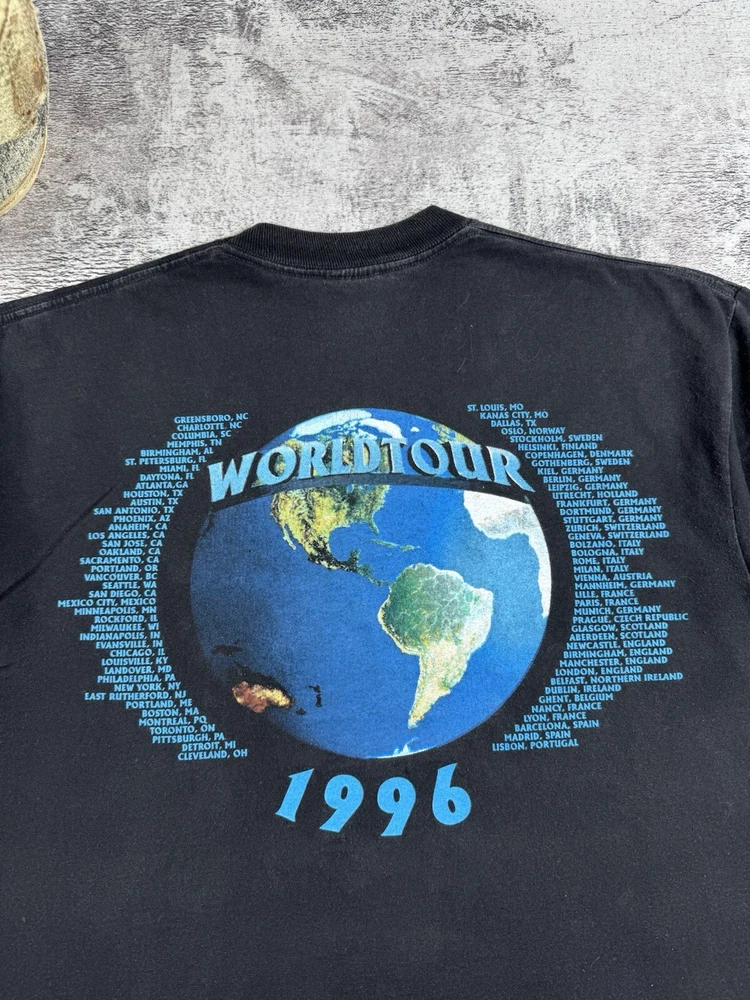 GREENSBORO, NC
CHARLOTTE, NC
COLUMBIA, SC
MEMPHIS, TN
BIRMINGHAM, AL
ST. PETERSBURG, FL
MIAMI, FL
DAYTONA, FL
ATLANTA, GA
HOUSTON, TX
AUSTIN, TX
SAN ANTONIO, TX
PHOENIX, AZ
ANAHEIM, CA
LOS ANGELES, CA
SAN JOSE, CA
OAKLAND, CA
SACRAMENTO, CA
PORTLAND, OR
VANCOUVER, BC
SEATTLE, WA
SAN DIEGO, CA
MEXICO CITY, MEXICO
MINNEAPOLIS, MN
ROCKFORD, IL
MILWAUKEE, WI
INDIANAPOLIS, IN
EVANSVILLE, IN
CHICAGO, IL
LOUISVILLE, KY
LANDOVER, MD
PHILADELPHIA, PA
NEW YORK, NY
EAST RUTHERFORD, NJ
PORTLAND, ME
BOSTON, MA
MONTREAL, PQ
TORONTO, ON
PITTSBURGH, PA
DETROIT, MI
CLEVELAND, OH
WORLD TOUR
1996
ST. LOUIS, MO
KANAS CITY, MO
DALLAS, TX
OSLO, NORWAY
STOCKHOLM, SWEDEN
HELSINKI, FINLAND
COPENHAGEN, DENMARK
GOTHENBERG, SWEDEN
KIEL, GERMANY
BERLIN, GERMANY
LEIPZIG, GERMANY
UTRECHT, HOLLAND
FRANKFURT, GERMANY
DORTMUND, GERMANY
STUTTGART, GERMANY
ZURICH, SWITZERLAND
GENEVA, SWITZERLAND
BOLZANO, ITALY
BOLOGNA, ITALY
ROME, ITALY
MILAN, ITALY
VIENNA, AUSTRIA
MANNHEIM, GERMANY
LILLE, FRANCE
PARIS, FRANCE
MUNICH, GERMANY
PRAGUE, CZECH REPUBLIC
GLASGOW, SCOTLAND
ABERDEEN, SCOTLAND
NEWCASTLE, ENGLAND
BIRMINGHAM, ENGLAND
MANCHESTER, ENGLAND
LONDON, ENGLAND
BELFAST, NORTHERN IRELAND
DUBLIN, IRELAND
GHENT, BELGIUM
NANCY, FRANCE
LYON, FRANCE
BARCELONA, SPAIN
MADRID, SPAIN
LISBON, PORTUGAL